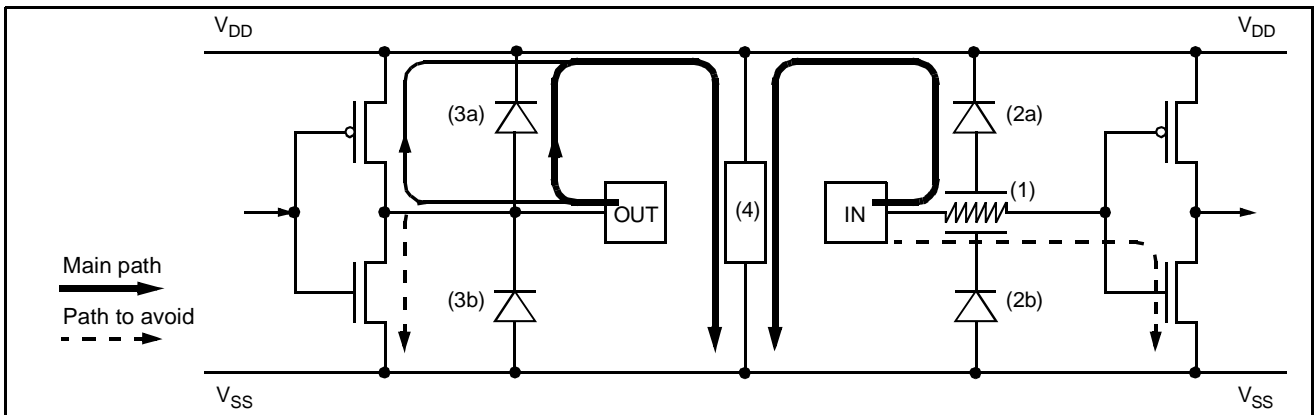 VDD
VDD
(3a)
(2a)
(1)
OUT
(4)
IN
Main path
Path to avoid
(3b)
(2b)
VSS
VSS